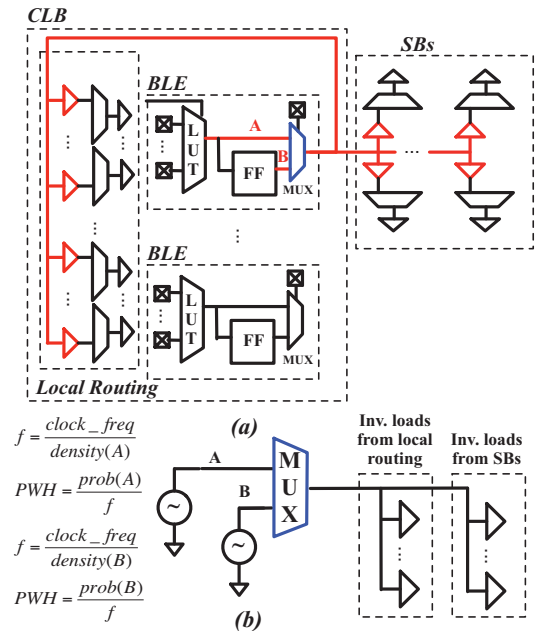 CLB
SBs
BLE
L
U
T
A
B
FF
MUX
...
...
BLE
L
U
T
FF
MUX
Local Routing
(a)
f = clock_freq / density(A)
PWH = prob(A) / f
f = clock_freq / density(B)
PWH = prob(B) / f
A
B
~
~
M
U
X
Inv. loads
from local
routing
Inv. loads
from SBs
(b)